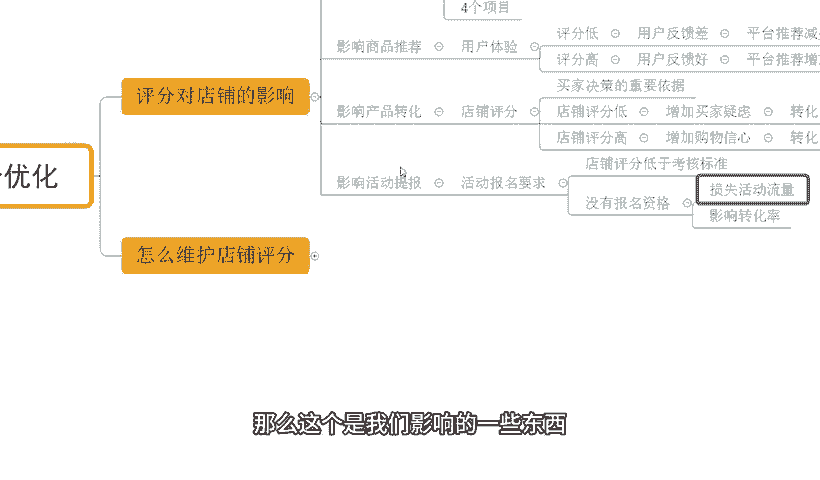 4个项目
评分低 用户反馈差 平台推荐减
影响商品推荐 用户体验
评分高 用户反馈好 平台推荐增
买家决策的重要依据
评分对店铺的影响
影响产品转化 店铺评分
店铺评分低 增加买家疑虑 转化
店铺评分高 增加购物信心 转化
店铺评分低于考核标准
优化
影响活动提报 活动报名要求
损失活动流量
没有报名资格
影响转化率
怎么维护店铺评分
那么这个是我们影响的一些东西